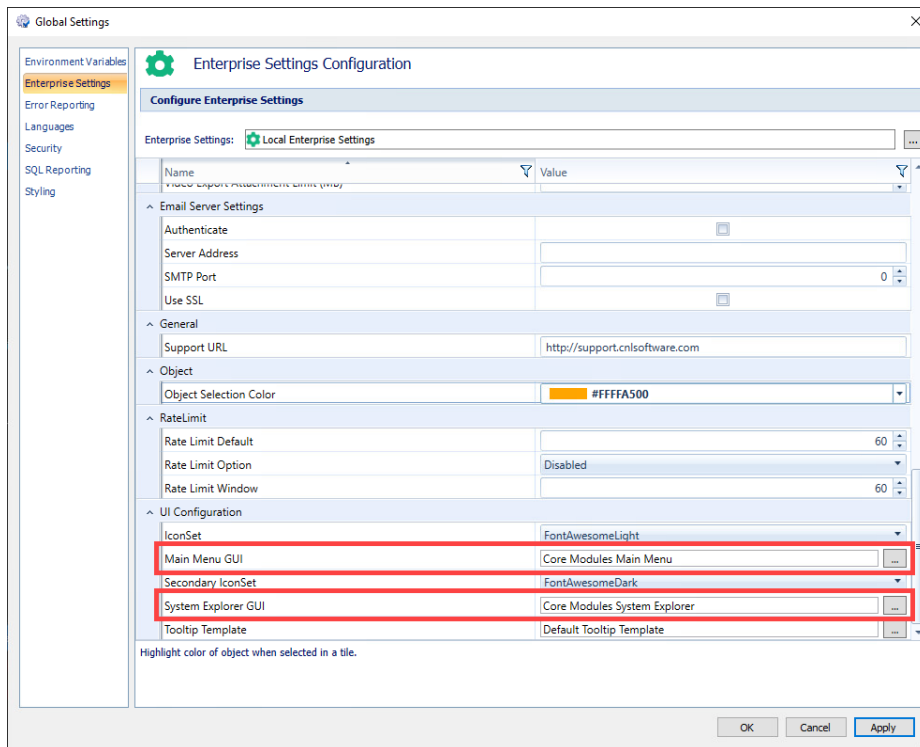 Global Settings
Environment Variables
Enterprise Settings
Error Reporting
Languages
Security
SQL Reporting
Styling
Enterprise Settings Configuration
Configure Enterprise Settings
Enterprise Settings: Local Enterprise Settings ...
Name Value
Video Export Attachment Limit (MB)
Email Server Settings
Authenticate
Server Address
SMTP Port 0
Use SSL
General
Support URL http://support.cnlsoftware.com
Object
Object Selection Color #FFFFA500
RateLimit
Rate Limit Default 60
Rate Limit Option Disabled
Rate Limit Window 60
UI Configuration
IconSet FontAwesomeLight
Main Menu GUI Core Modules Main Menu ...
Secondary IconSet FontAwesomeDark
System Explorer GUI Core Modules System Explorer ...
Tooltip Template Default Tooltip Template ...
Highlight color of object when selected in a tile.
OK Cancel Apply